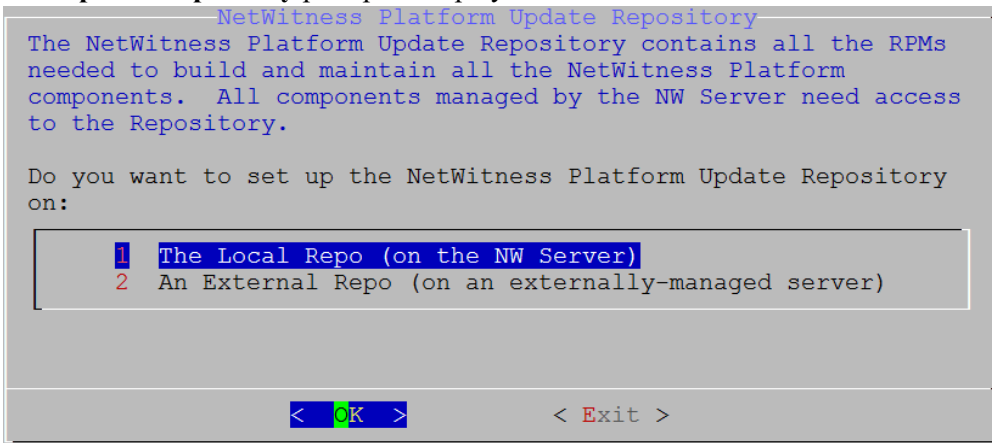 NetWitness Platform Update Repository
The NetWitness Platform Update Repository contains all the RPMs
needed to build and maintain all the NetWitness Platform
components. All components managed by the NW Server need access
to the Repository.
Do you want to set up the NetWitness Platform Update Repository
on:
1 The Local Repo (on the NW Server)
2 An External Repo (on an externally-managed server)
< OK > < Exit >